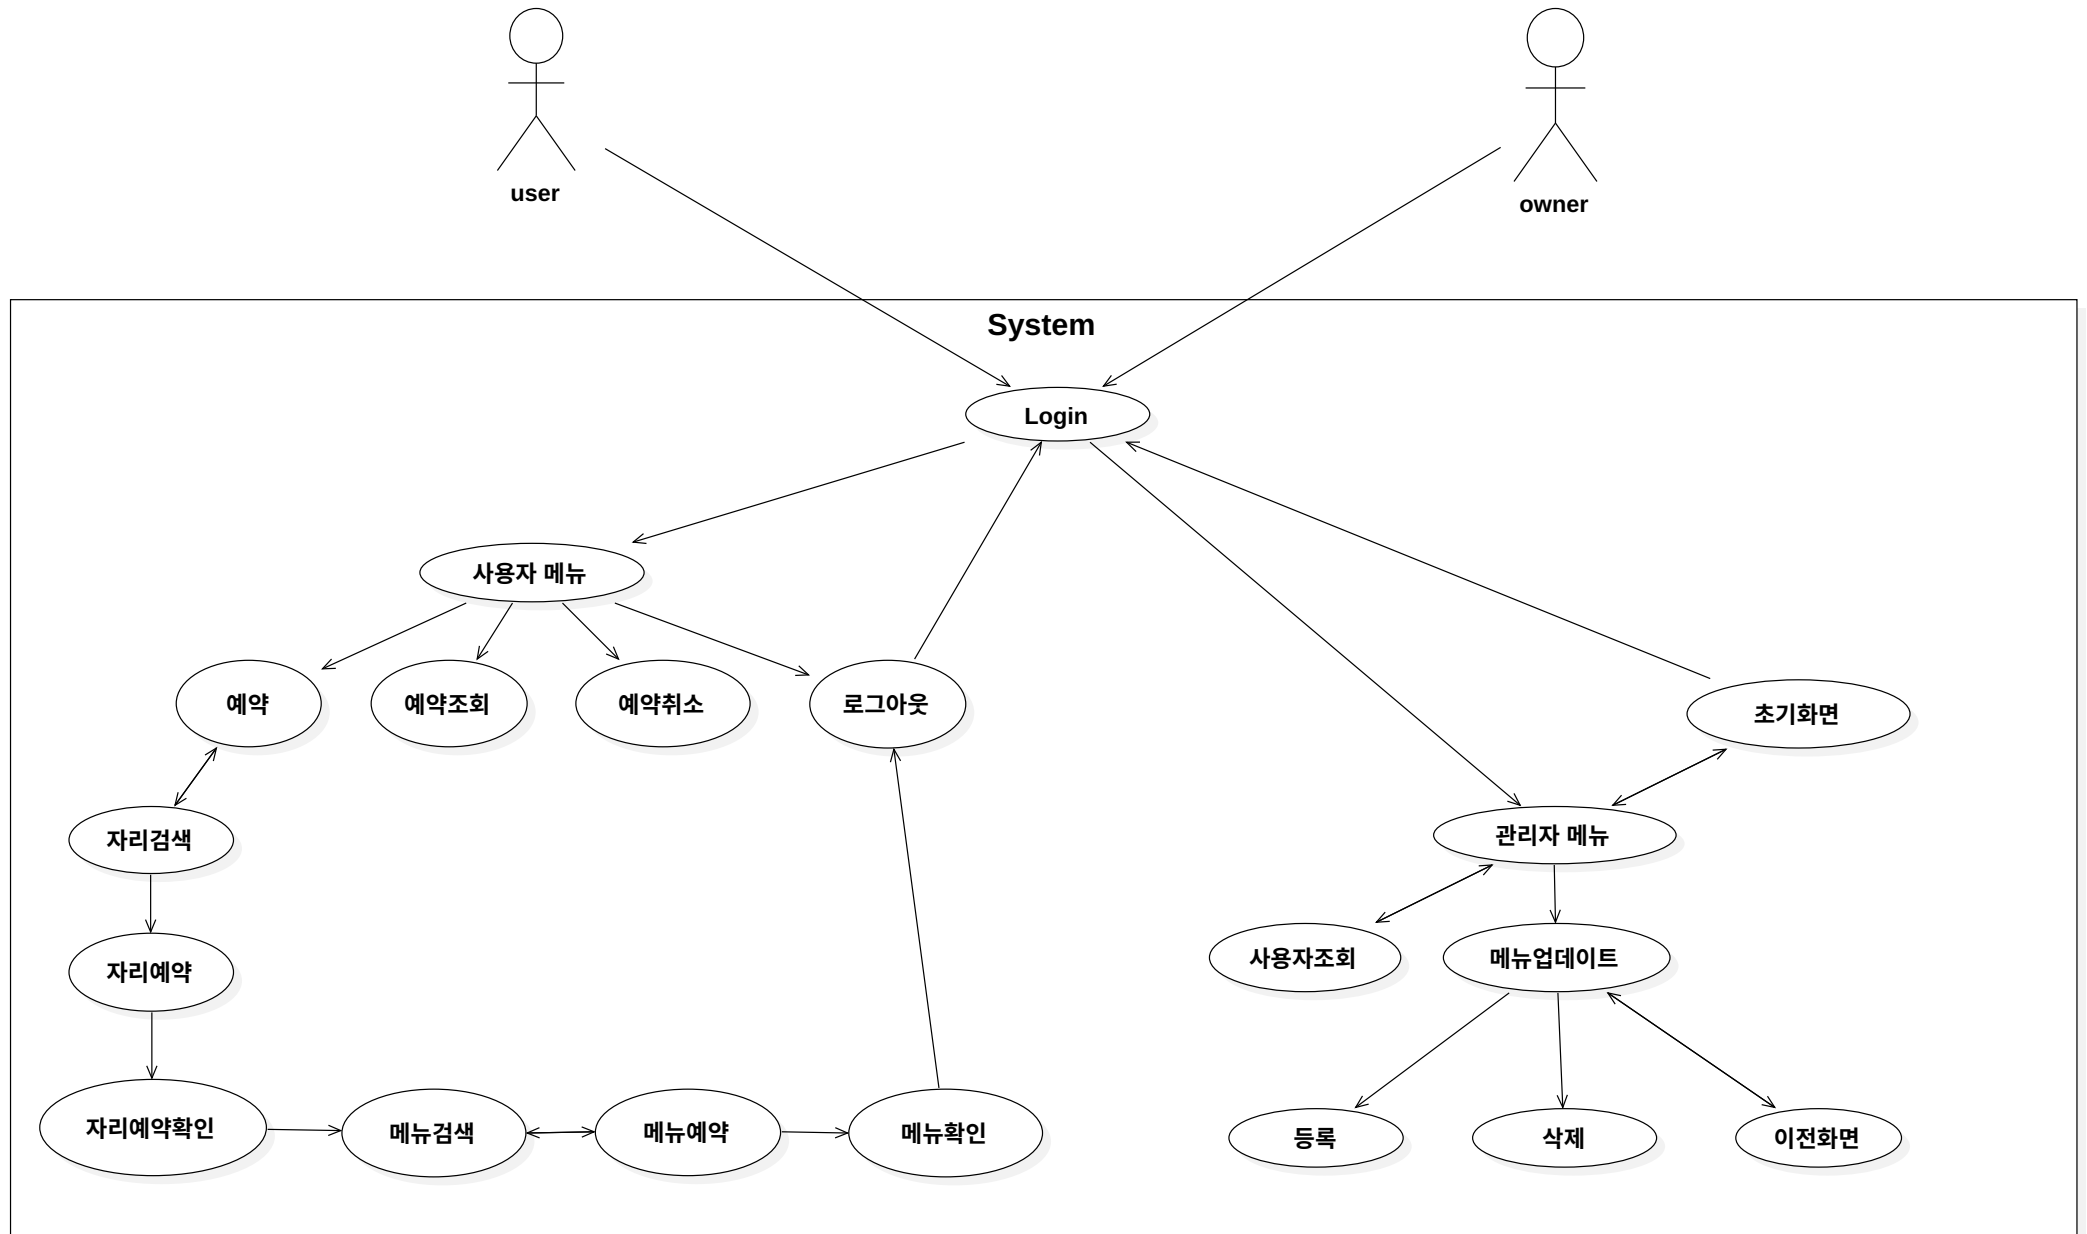 user
owner
System
Login
사용자 메뉴
예약
예약조회
예약취소
로그아웃
초기화면
자리검색
관리자 메뉴
자리예약
사용자조회
메뉴업데이트
자리예약확인
메뉴검색
메뉴예약
메뉴확인
등록
삭제
이전화면